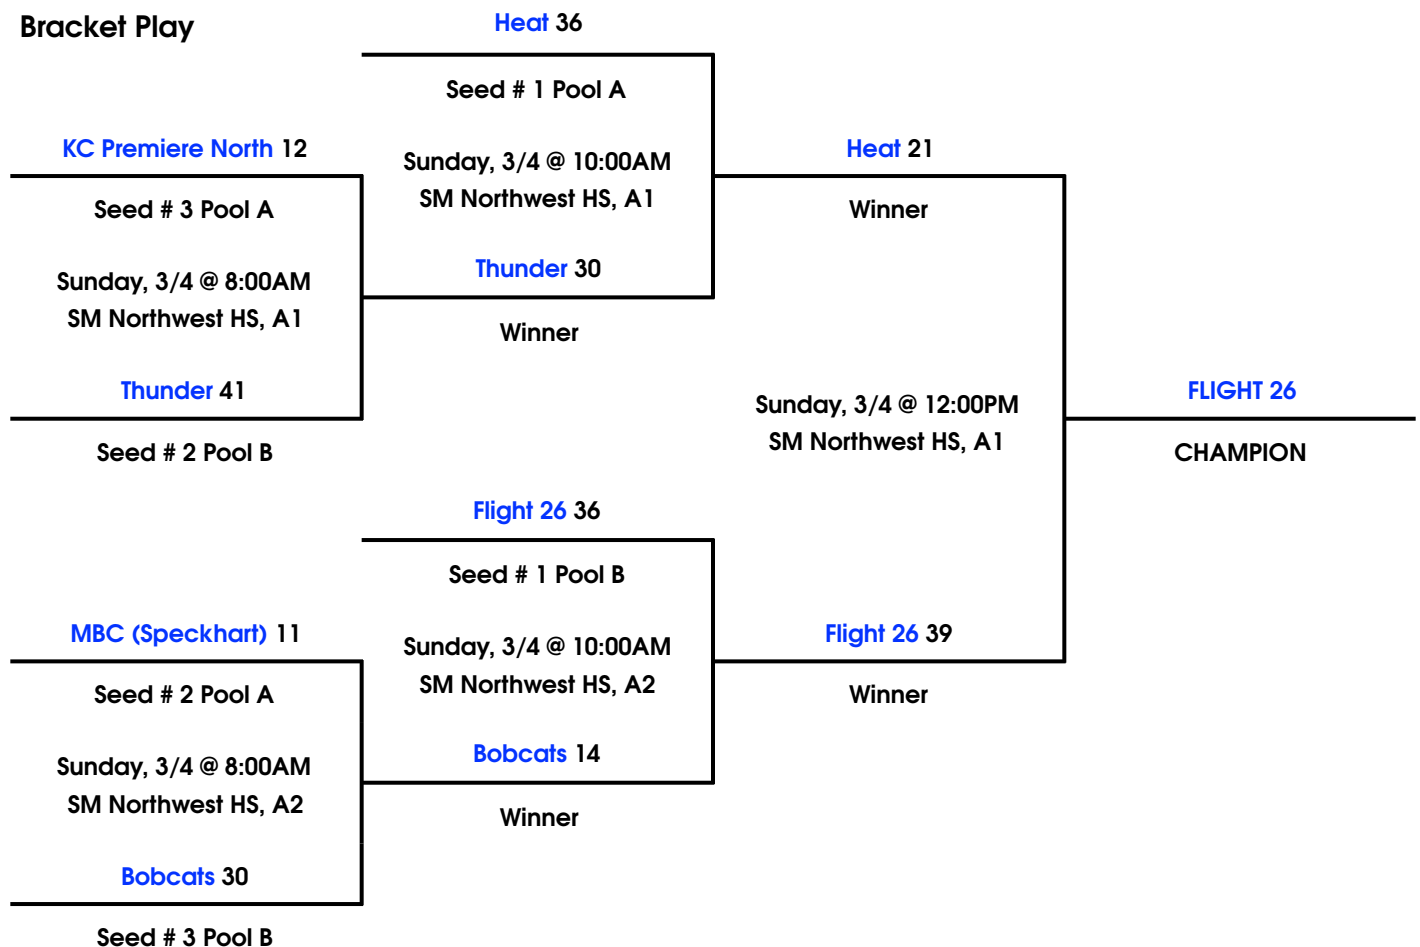 Bracket Play
Heat 36
Seed # 1 Pool A
KC Premiere North 12
Sunday, 3/4 @ 10:00AM
SM Northwest HS, A1
Heat 21
Seed # 3 Pool A
Winner
Sunday, 3/4 @ 8:00AM
SM Northwest HS, A1
Thunder 30
Winner
Thunder 41
Seed # 2 Pool B
Sunday, 3/4 @ 12:00PM
SM Northwest HS, A1
FLIGHT 26
CHAMPION
Flight 26 36
Seed # 1 Pool B
MBC (Speckhart) 11
Sunday, 3/4 @ 10:00AM
SM Northwest HS, A2
Flight 26 39
Seed # 2 Pool A
Winner
Sunday, 3/4 @ 8:00AM
SM Northwest HS, A2
Bobcats 14
Winner
Bobcats 30
Seed # 3 Pool B